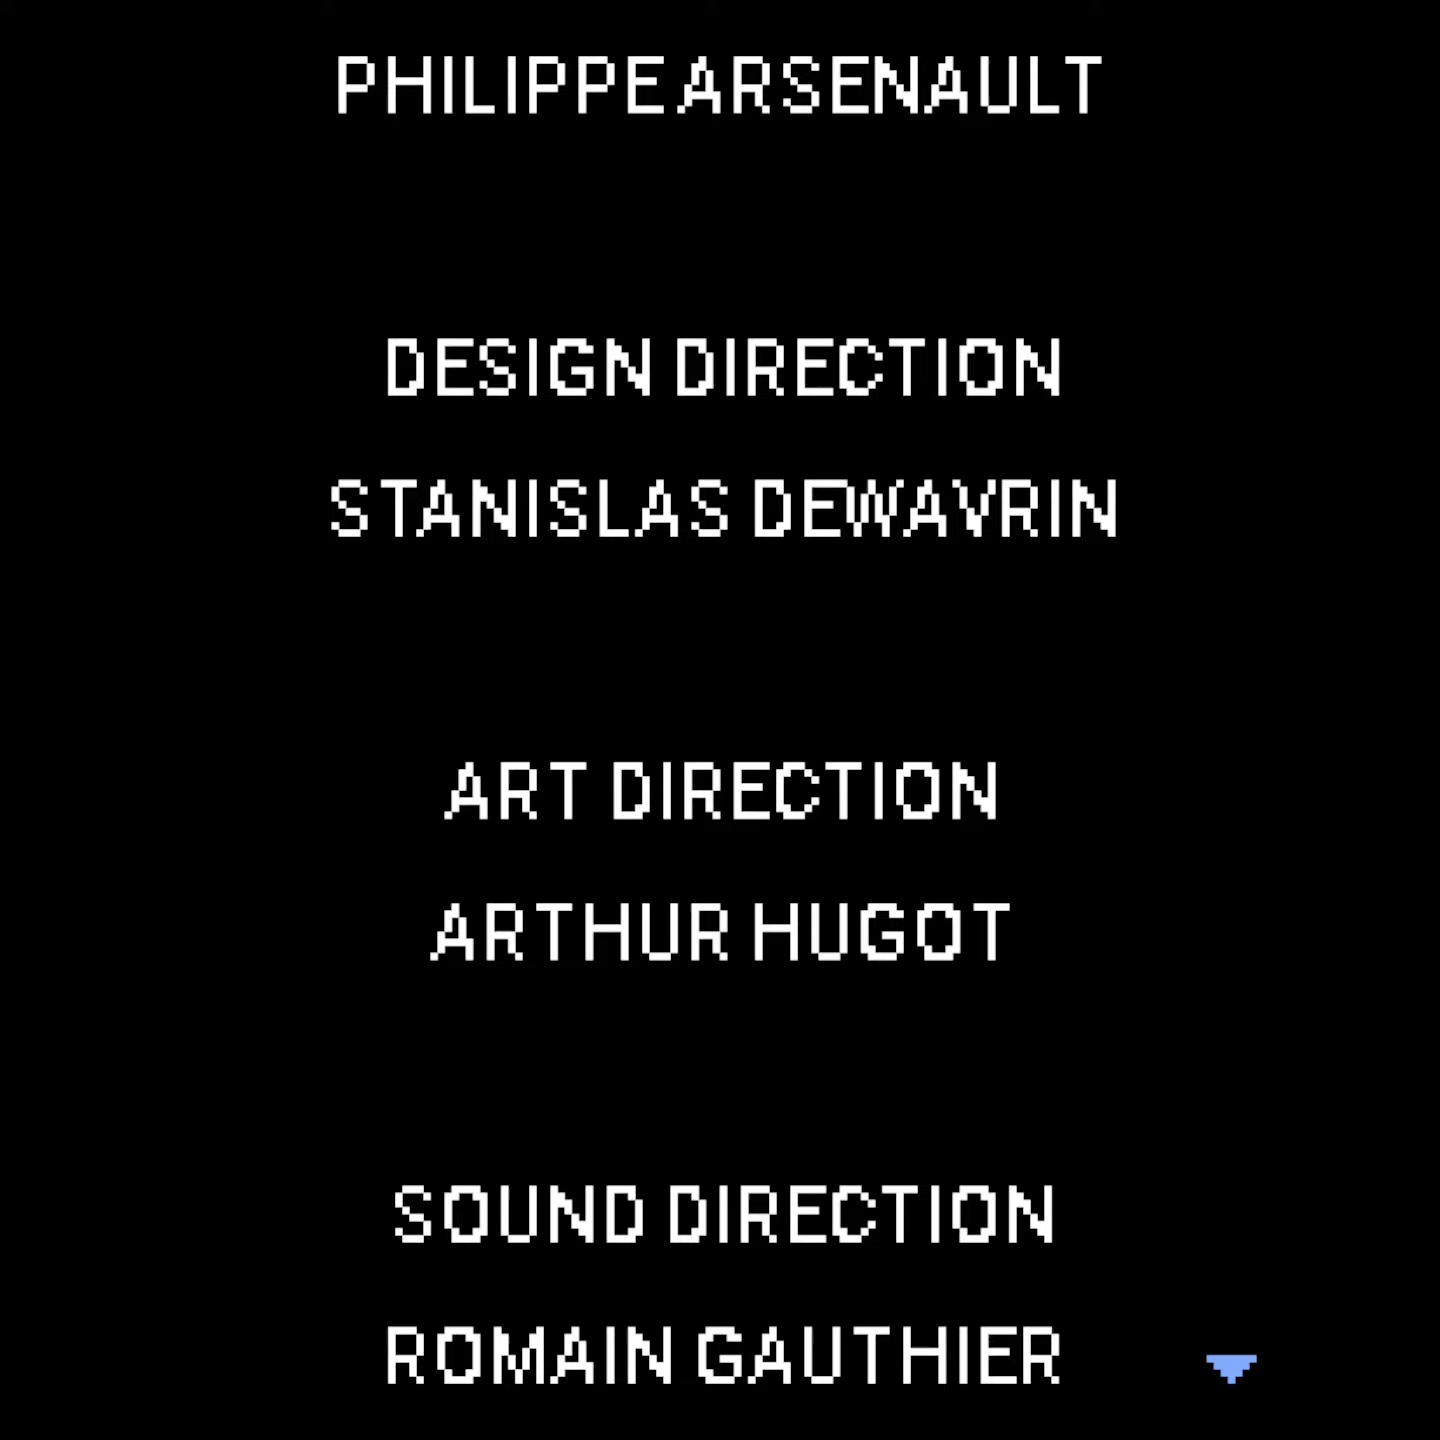 PHILIPPE ARSENAULT
DESIGN DIRECTION
STANISLAS DEWAVRIN
ART DIRECTION
ARTHUR HUGOT
SOUND DIRECTION
ROMAIN GAUTHIER